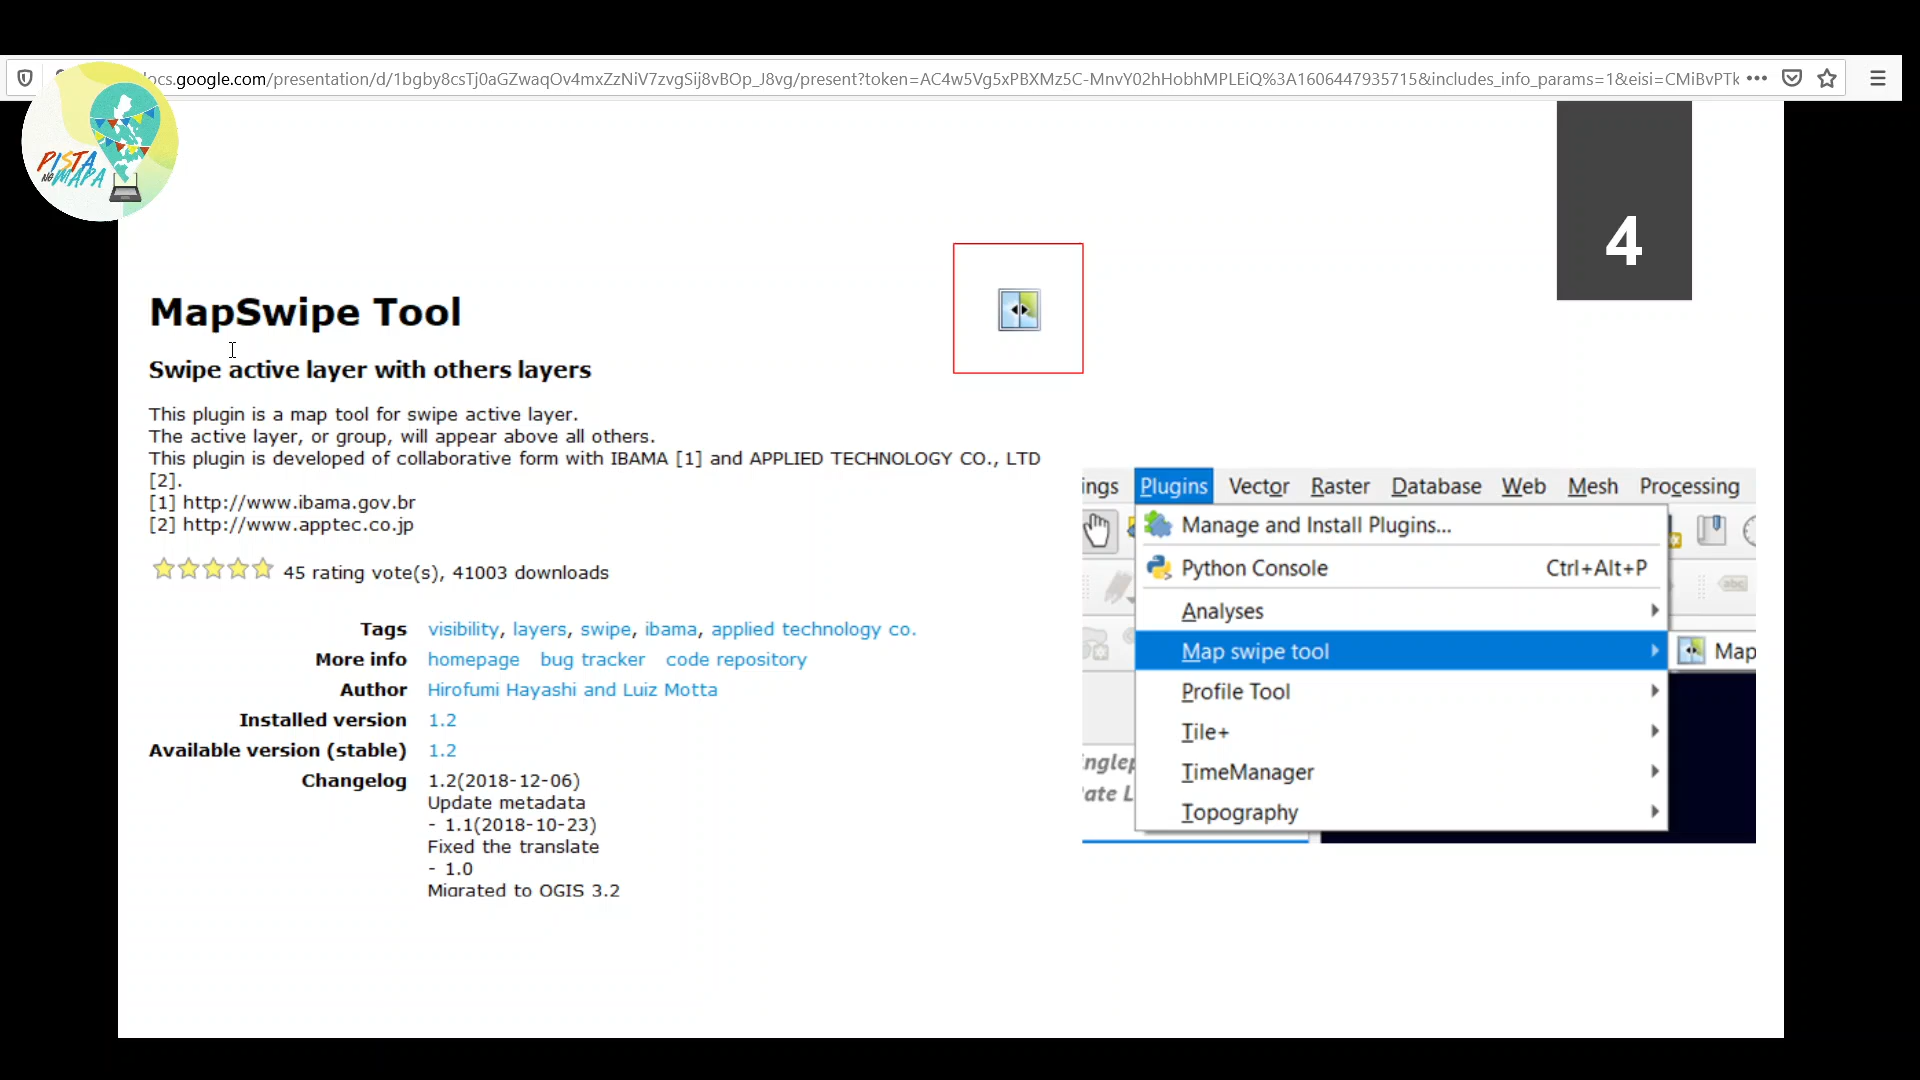 ocs.google.com/presentation/d/1bgby8csTj0aGZwaqOv4mxZzNiV7zvgSij8vBOp_J8vg/present?token=AC4w5Vg5xPBXMz5C-MnvY02hHobhMPLEiQ%3A1606447935715&includes_info_params=1&eisi=CMiBvPTk
PISTA
NG MAPA
4
MapSwipe Tool
Swipe active layer with others layers
This plugin is a map tool for swipe active layer.
The active layer, or group, will appear above all others.
This plugin is developed of collaborative form with IBAMA [1] and APPLIED TECHNOLOGY CO., LTD
[2].
[1] http://www.ibama.gov.br
[2] http://www.apptec.co.jp
45 rating vote(s), 41003 downloads
Tags visibility, layers, swipe, ibama, applied technology co.
More info homepage bug tracker code repository
Author Hirofumi Hayashi and Luiz Motta
Installed version 1.2
Available version (stable) 1.2
Changelog 1.2(2018-12-06)
Update metadata
- 1.1(2018-10-23)
Fixed the translate
- 1.0
Migrated to QGIS 3.2
ings Plugins Vector Raster Database Web Mesh Processing
Manage and Install Plugins...
Python Console Ctrl+Alt+P
abc
Analyses
Map swipe tool Map
Profile Tool
Tile+
TimeManager
Topography
nglep
ate L